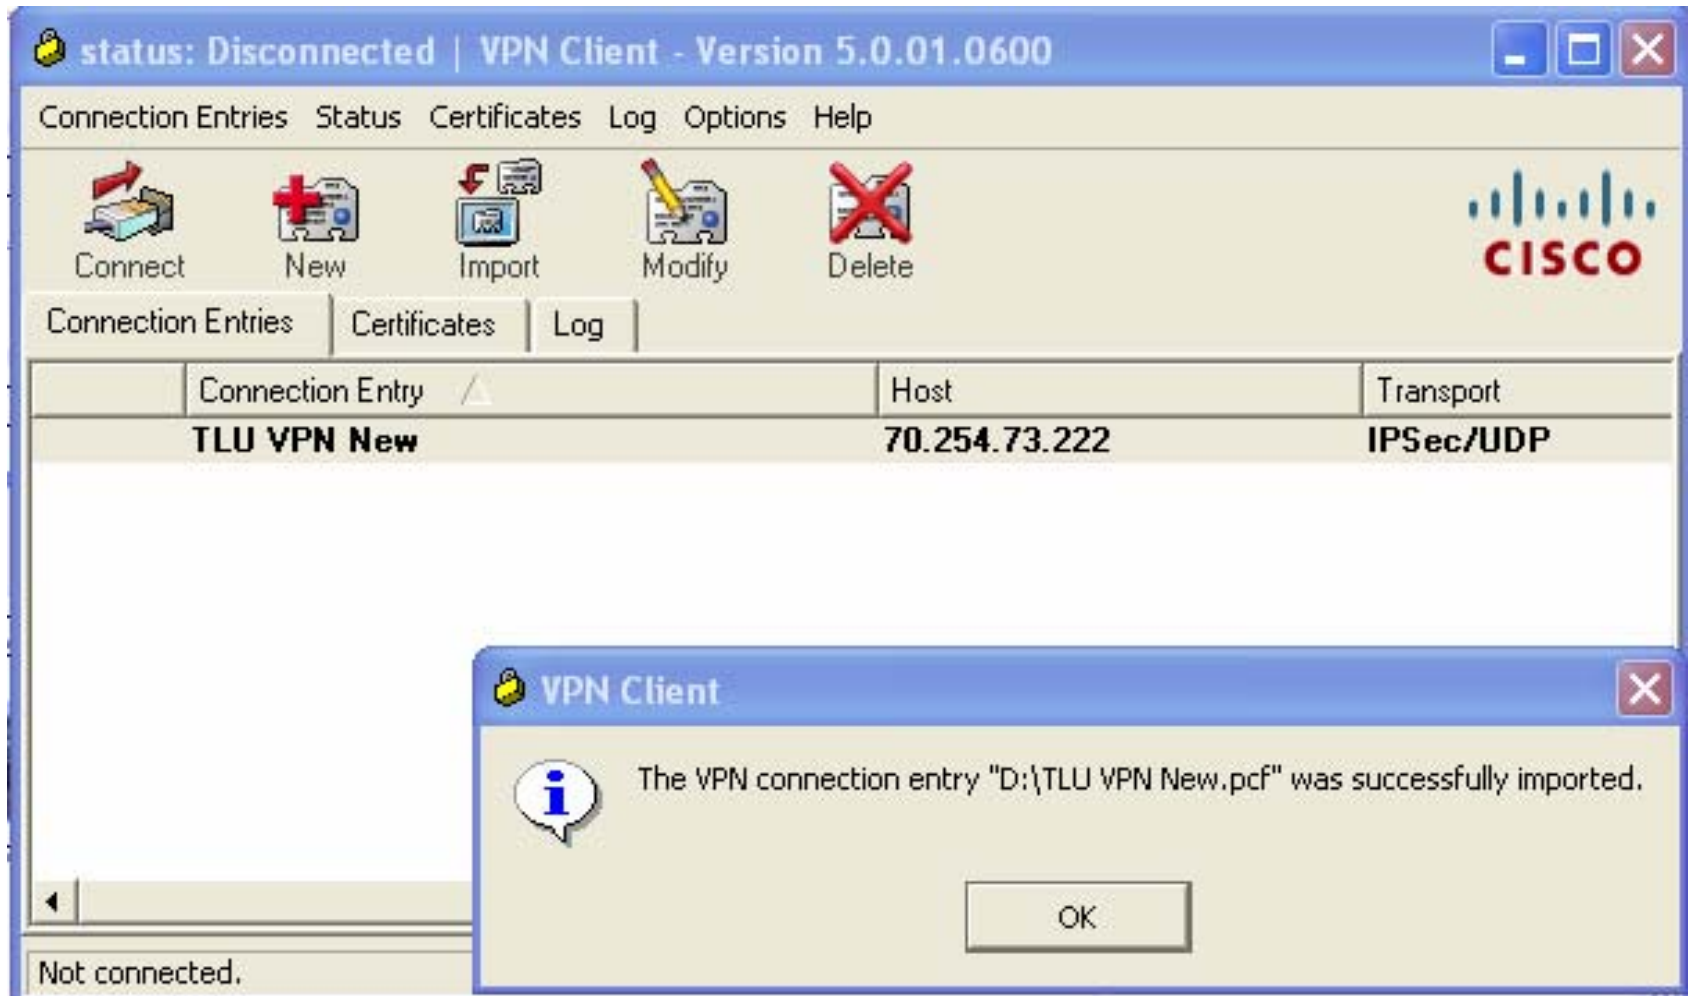 status: Disconnected | VPN Client - Version 5.0.01.0600
Connection Entries Status Certificates Log Options Help
Connect New Import Modify Delete
CISCO
Connection Entries Certificates Log
Connection Entry Host Transport
TLU VPN New 70.254.73.222 IPSec/UDP
VPN Client
The VPN connection entry "D:\TLU VPN New.pcf" was successfully imported.
OK
Not connected.